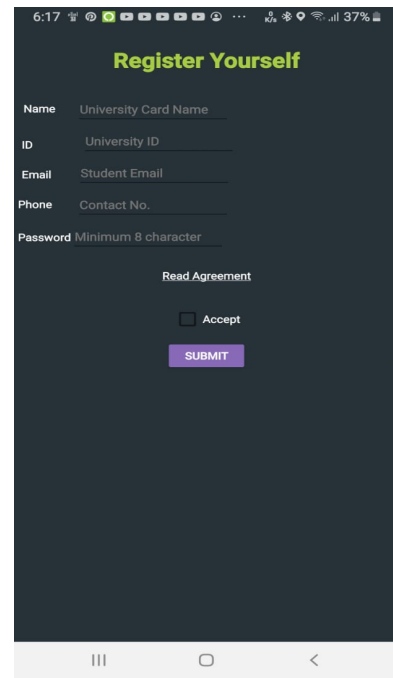 6:17 ... 0 K/s 37%
Register Yourself
Name University Card Name
ID University ID
Email Student Email
Phone Contact No.
Password Minimum 8 character
Read Agreement
Accept
SUBMIT